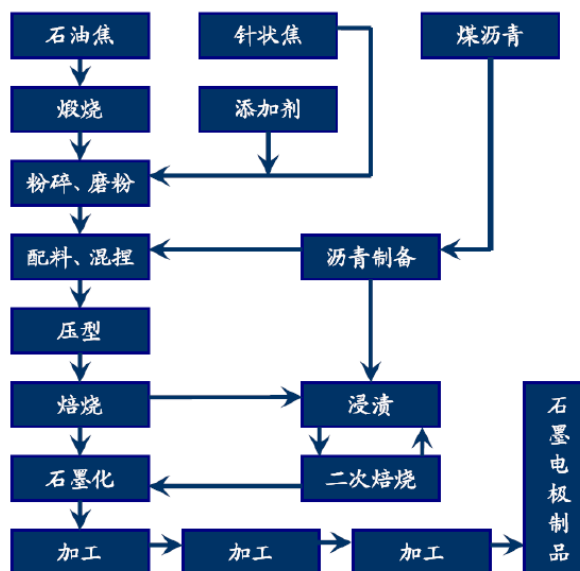 石油焦
针状焦
煤沥青
煅烧
添加剂
粉碎、磨粉
配料、混捏
沥青制备
压型
焙烧
浸渍
石墨化
二次焙烧
加工
加工
加工
石墨电极制品